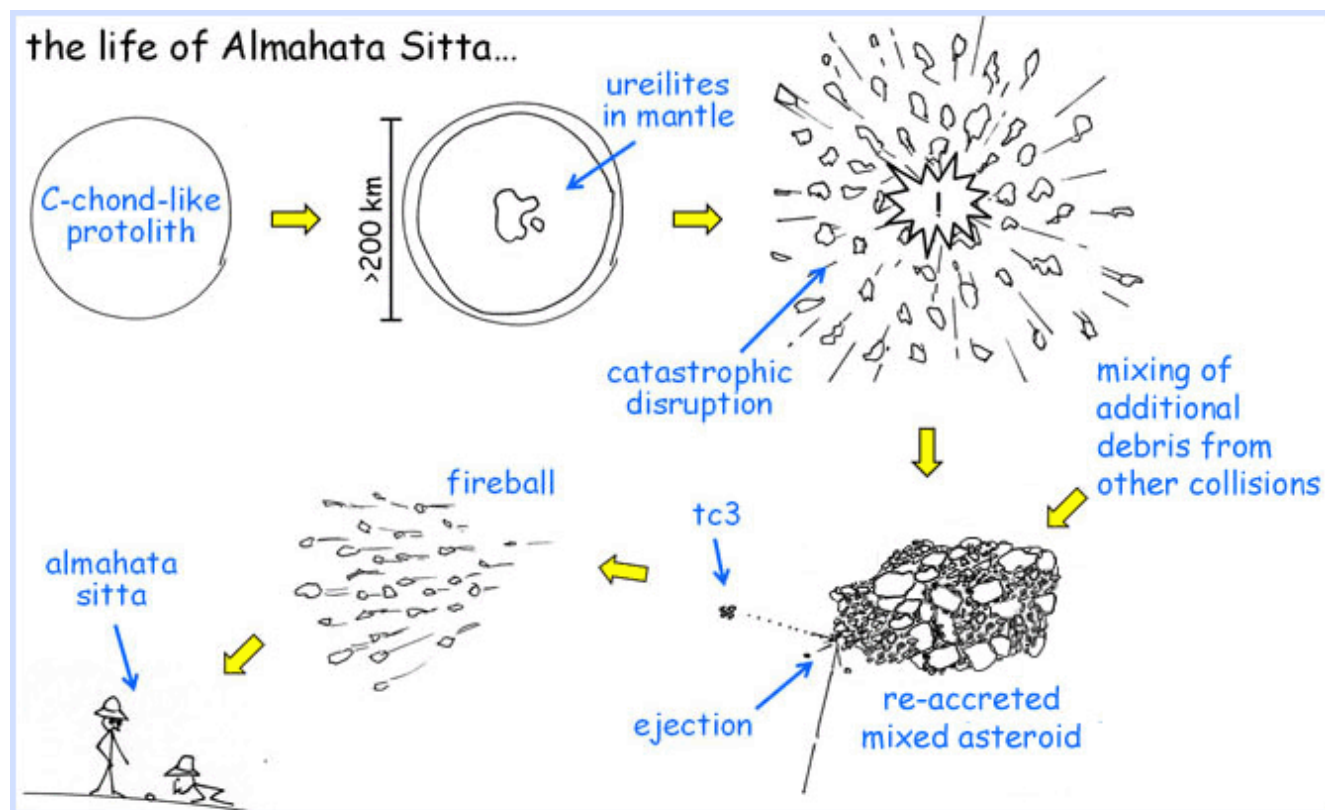 the life of Almahata Sitta...
C-chond-like
protolith
>200 km
ureilites
in mantle
!
catastrophic
disruption
mixing of
additional
debris from
other collisions
re-accreted
mixed asteroid
ejection
tc3
fireball
almahata
sitta